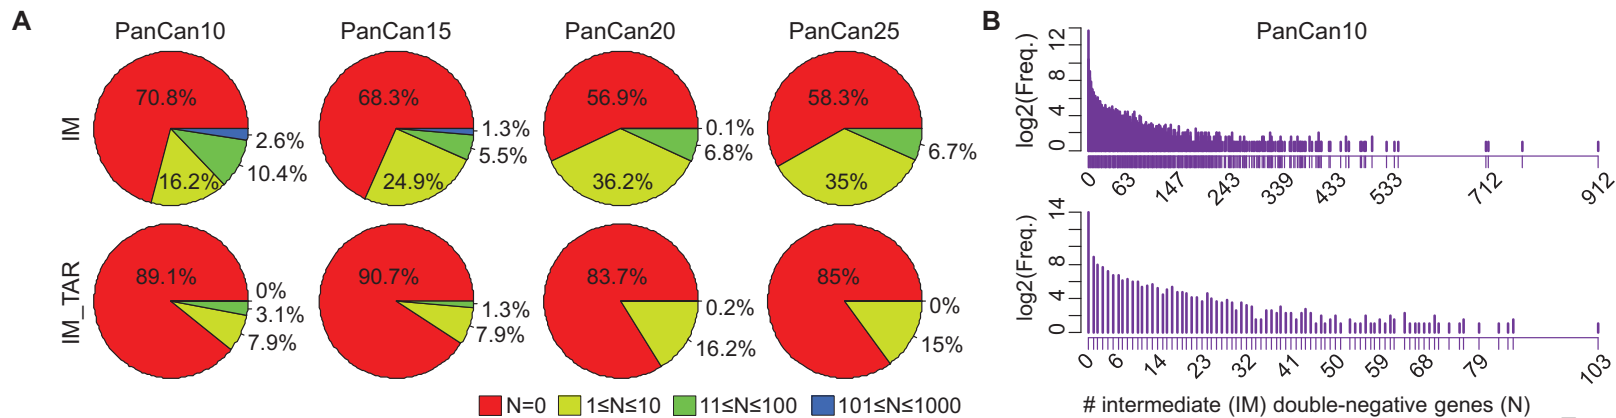 A
PanCan10 PanCan15 PanCan20 PanCan25
IM
70.8% 2.6% 10.4% 16.2%
68.3% 1.3% 5.5% 24.9%
56.9% 0.1% 6.8% 36.2%
58.3% 6.7% 35%
IM_TAR
89.1% 0% 3.1% 7.9%
90.7% 1.3% 7.9%
83.7% 0.2% 16.2%
85% 0% 15%
N=0 1≤N≤10 11≤N≤100 101≤N≤1000
B
PanCan10
log2(Freq.)
0 4 8 12
0 63 147 243 339 433 533 712 912
log2(Freq.)
0 4 8 14
0 6 14 23 32 41 50 59 68 79 103
# intermediate (IM) double-negative genes (N)